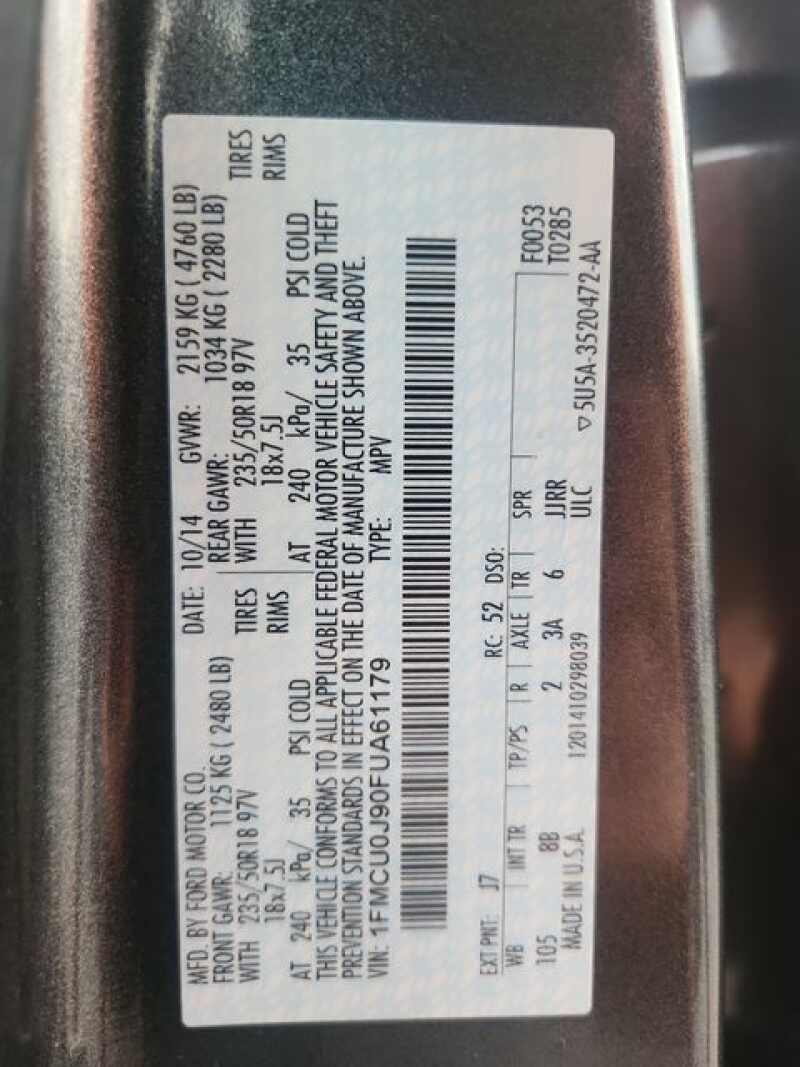 MFD. BY FORD MOTOR CO. DATE: 10/14 GVWR: 2159 KG ( 4760 LB)
FRONT GAWR: 1125 KG ( 2480 LB) REAR GAWR: 1034 KG ( 2280 LB)
WITH 235/50R18 97V TIRES WITH 235/50R18 97V TIRES
18x7.5J RIMS 18x7.5J RIMS
AT 240 kPa/ 35 PSI COLD AT 240 kPa/ 35 PSI COLD
THIS VEHICLE CONFORMS TO ALL APPLICABLE FEDERAL MOTOR VEHICLE SAFETY AND THEFT
PREVENTION STANDARDS IN EFFECT ON THE DATE OF MANUFACTURE SHOWN ABOVE.
VIN: 1FMCU0J90FUA61179 TYPE: MPV
EXT PNT: J7 RC: 52 DSO:
WB INT TR TP/PS R AXLE TR SPR F0053
105 8B 2 3A 6 JJRR T0285
MADE IN U.S.A. 1201410298039 ULC ▽5U5A-3520472-AA